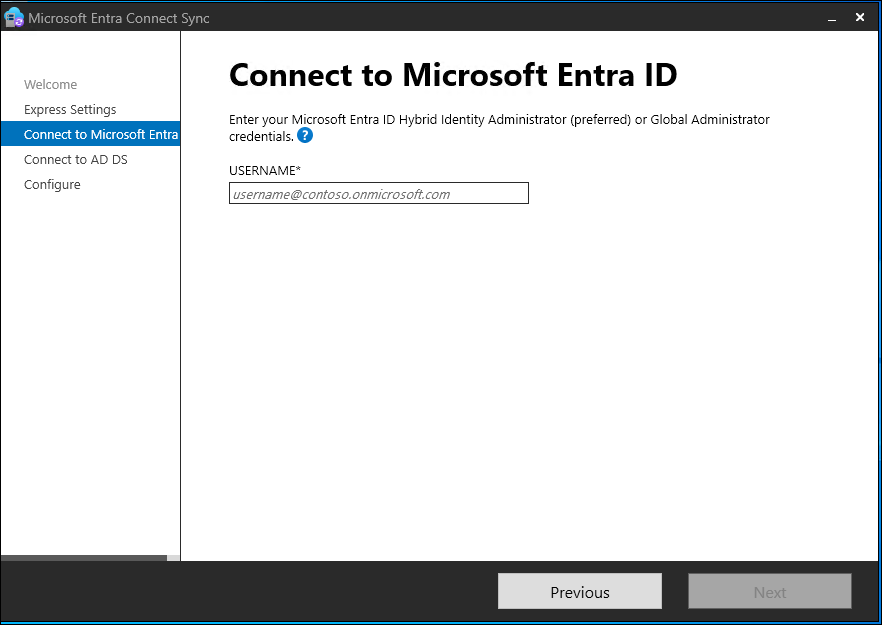 Microsoft Entra Connect Sync
Welcome
Express Settings
Connect to Microsoft Entra
Connect to AD DS
Configure
Connect to Microsoft Entra ID
Enter your Microsoft Entra ID Hybrid Identity Administrator (preferred) or Global Administrator
credentials. ?
USERNAME*
username@contoso.onmicrosoft.com
Previous
Next